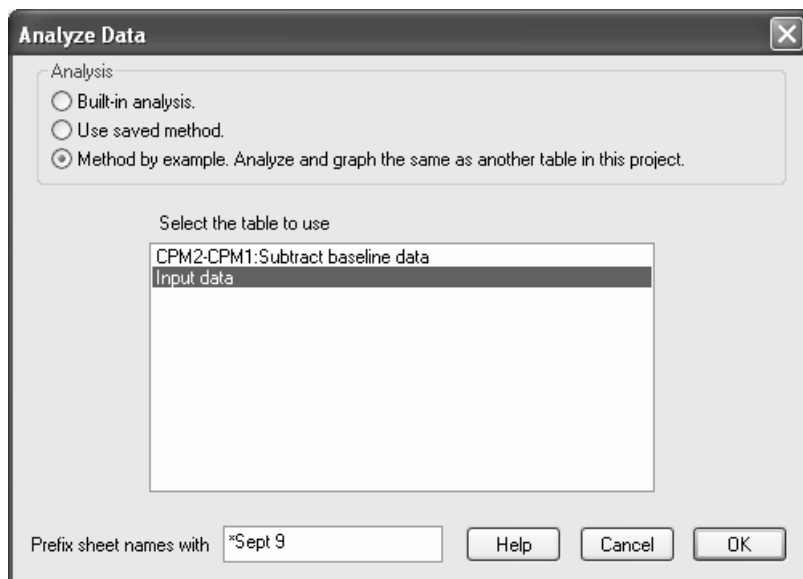 Analyze Data
Analysis
Built-in analysis.
Use saved method.
Method by example. Analyze and graph the same as another table in this project.
Select the table to use
CPM2-CPM1:Subtract baseline data
Input data
Prefix sheet names with *Sept 9 Help Cancel OK